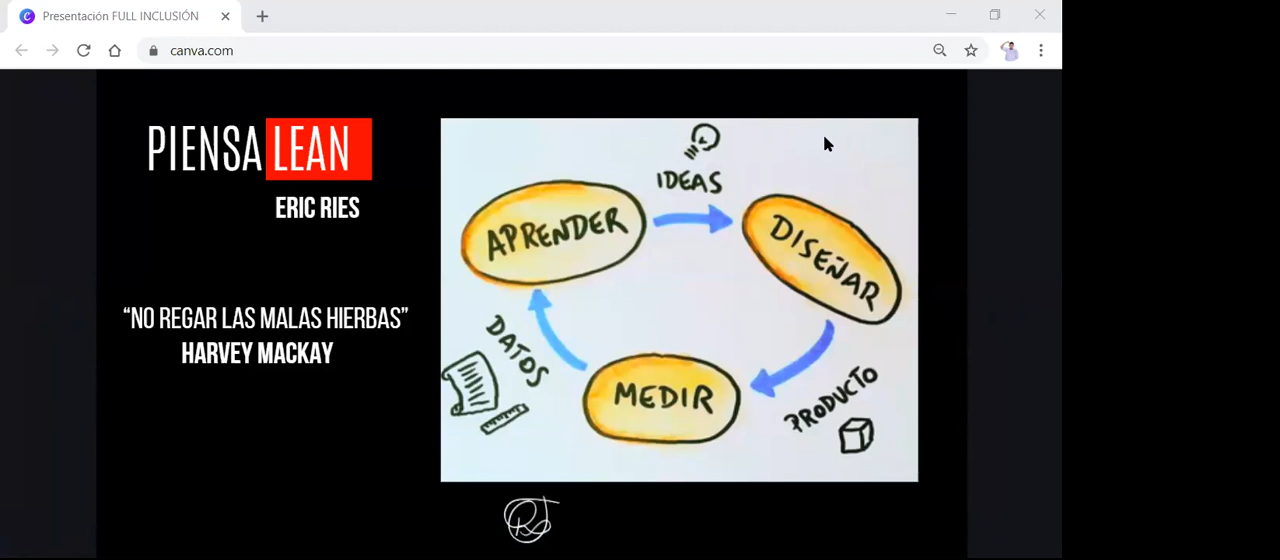 Presentación FULL INCLUSIÓN
canva.com
PIENSA LEAN
ERIC RIES
“NO REGAR LAS MALAS HIERBAS”
HARVEY MACKAY
IDEAS
APRENDER
DISEÑAR
DATOS
MEDIR
PRODUCTO